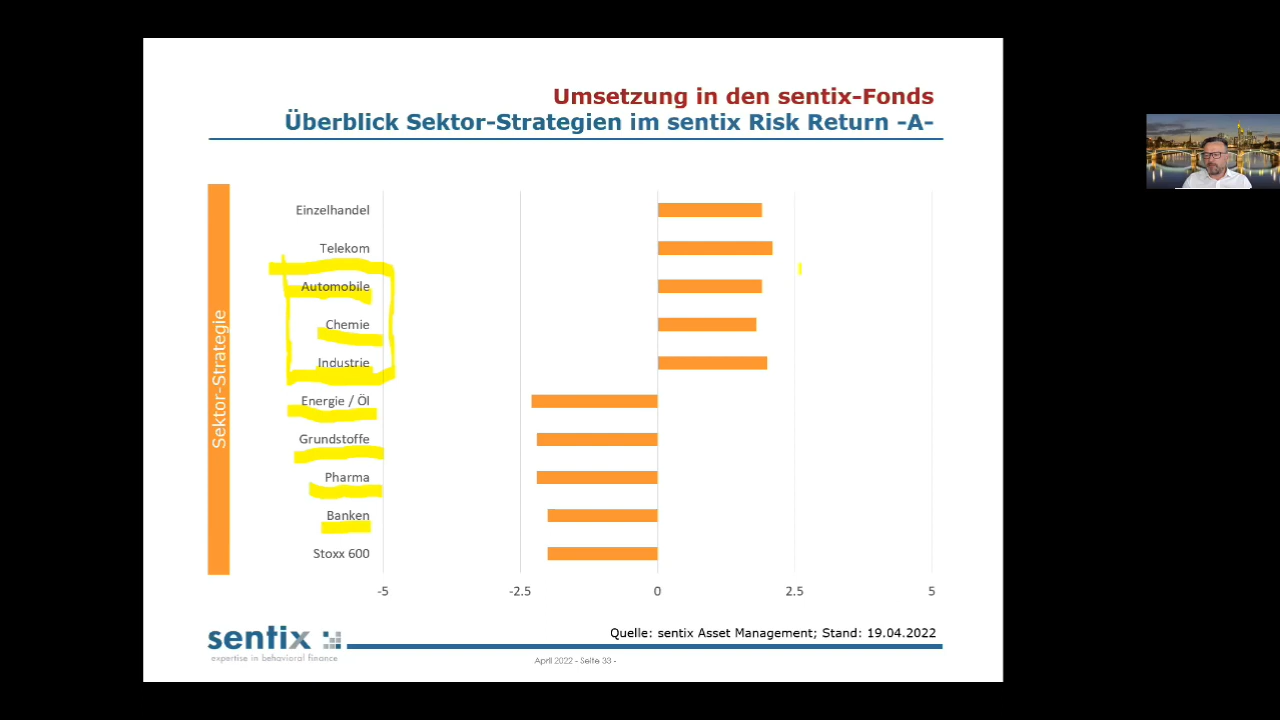 Umsetzung in den sentix-Fonds
Überblick Sektor-Strategien im sentix Risk Return -A-
Sektor-Strategie
Einzelhandel
Telekom
Automobile
Chemie
Industrie
Energie / Öl
Grundstoffe
Pharma
Banken
Stoxx 600
-5 -2.5 0 2.5 5
sentix
expertise in behavioral finance
Quelle: sentix Asset Management; Stand: 19.04.2022
April 2022 - Seite 33 -